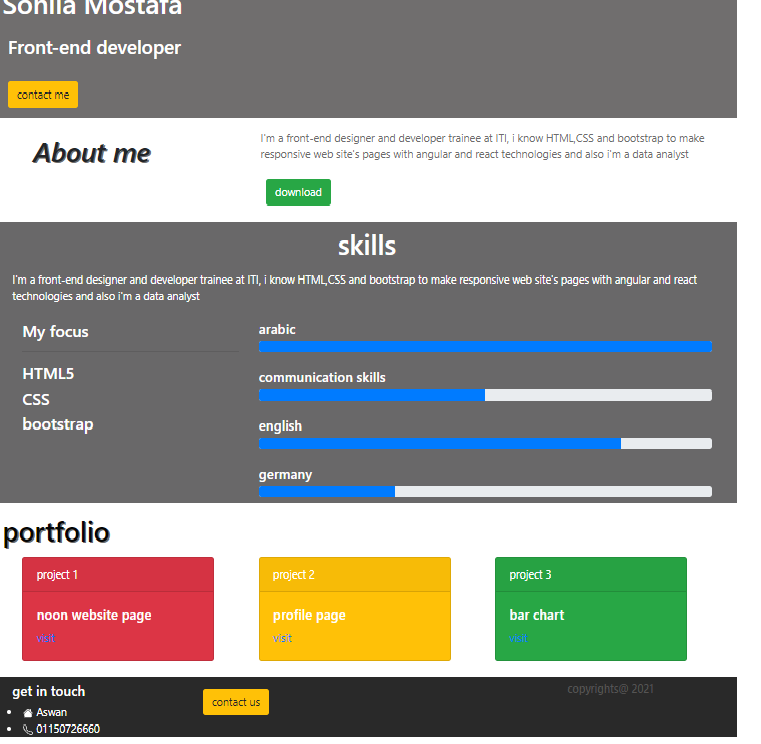 Sohila Mostafa
Front-end developer
contact me
About me
I'm a front-end designer and developer trainee at ITI, i know HTML,CSS and bootstrap to make
responsive web site's pages with angular and react technologies and also i'm a data analyst
download
skills
I'm a front-end designer and developer trainee at ITI, i know HTML,CSS and bootstrap to make responsive web site's pages with angular and react
technologies and also i'm a data analyst
My focus
HTML5
CSS
bootstrap
arabic
communication skills
english
germany
portfolio
project 1
noon website page
visit
project 2
profile page
visit
project 3
bar chart
visit
get in touch
Aswan
01150726660
contact us
copyrights@ 2021